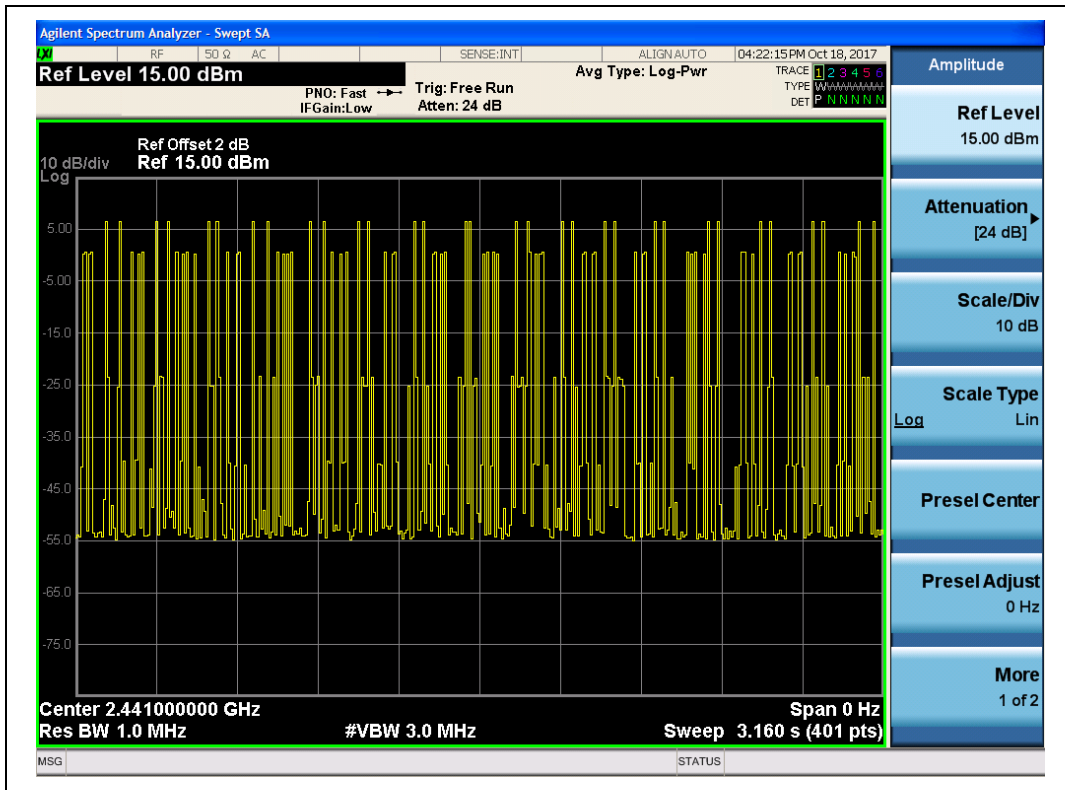 Agilent Spectrum Analyzer - Swept SA
LXI RF 50 Ω AC SENSE:INT ALIGN AUTO 04:22:15 PM Oct 18, 2017
Ref Level 15.00 dBm
PNO: Fast
IFGain:Low
Trig: Free Run
Atten: 24 dB
Avg Type: Log-Pwr
TRACE 1 2 3 4 5 6
TYPE
DET P N N N N N
Ref Offset 2 dB
10 dB/div Ref 15.00 dBm
Log
5.00
-5.00
-15.0
-25.0
-35.0
-45.0
-55.0
-65.0
-75.0
Center 2.441000000 GHz Span 0 Hz
Res BW 1.0 MHz #VBW 3.0 MHz Sweep 3.160 s (401 pts)
MSG STATUS
Amplitude
Ref Level
15.00 dBm
Attenuation
[24 dB]
Scale/Div
10 dB
Scale Type
Log Lin
Presel Center
Presel Adjust
0 Hz
More
1 of 2